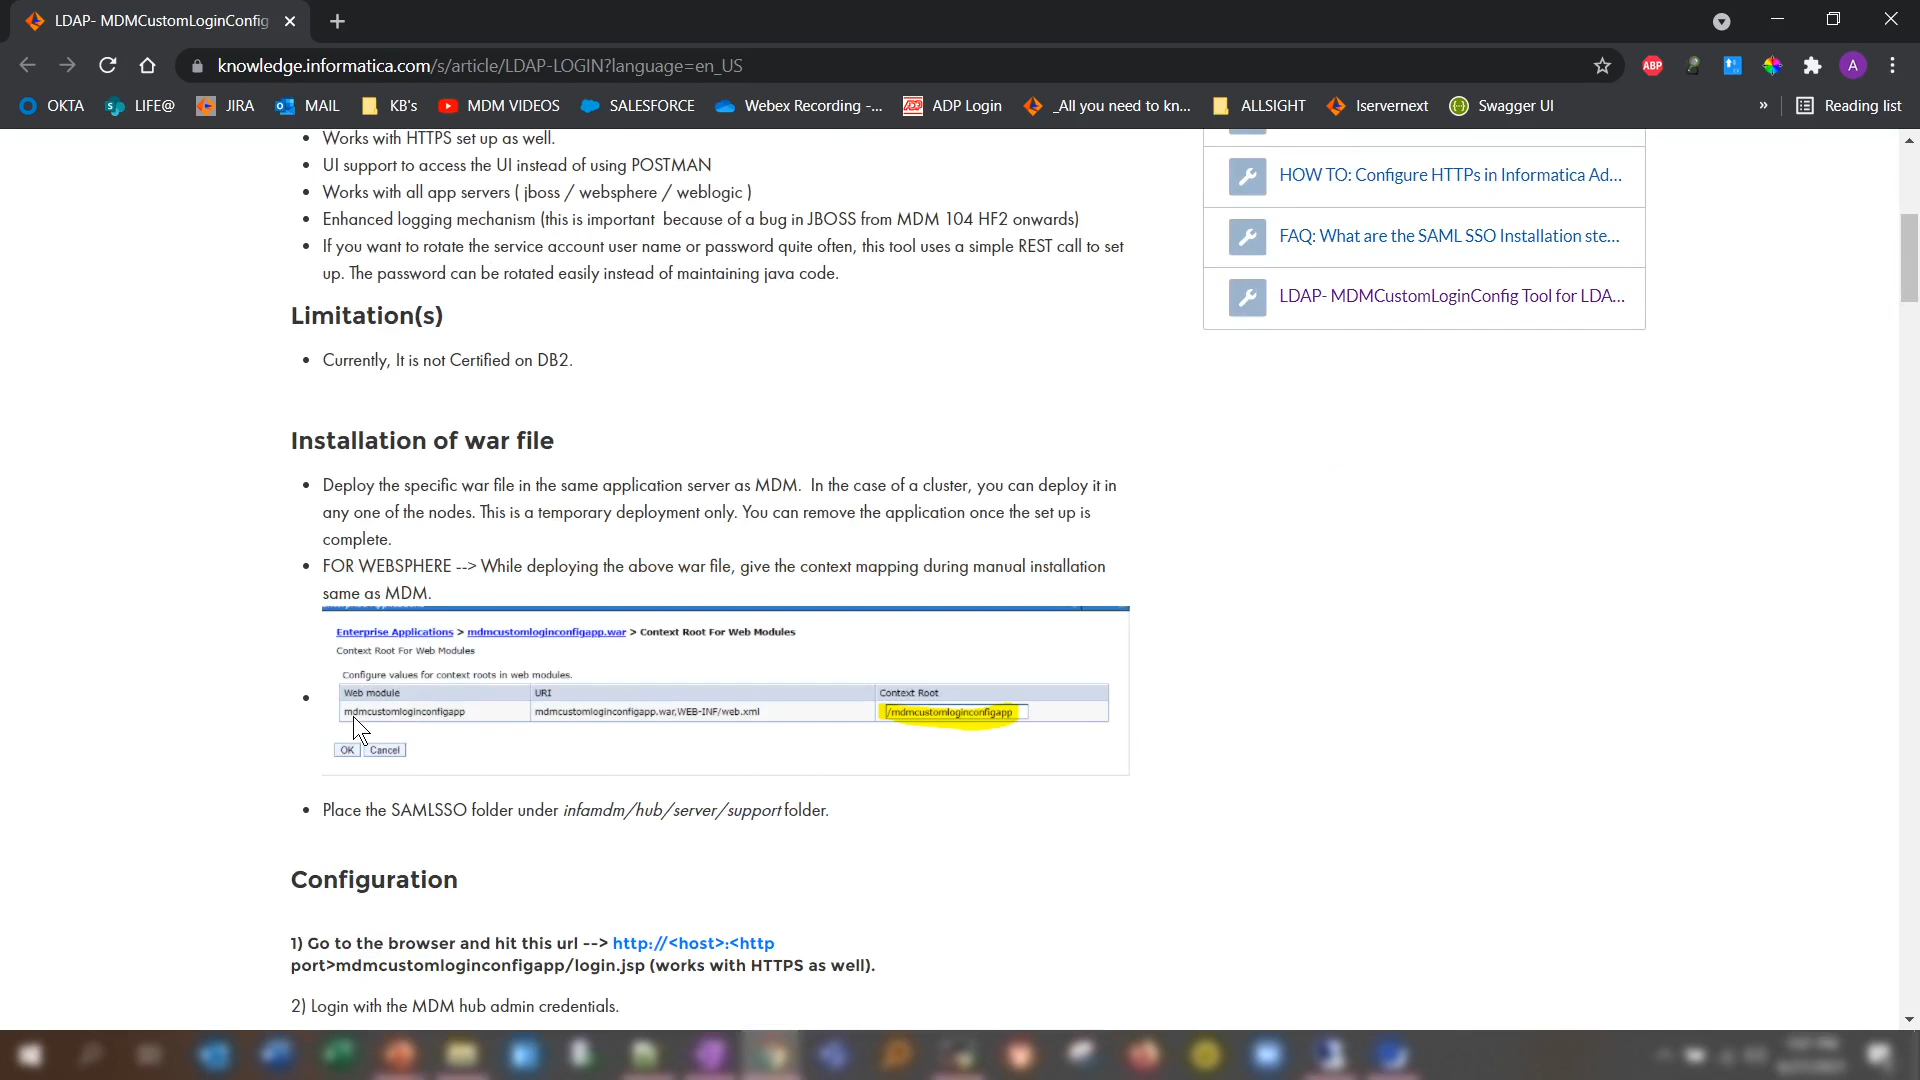 LDAP- MDMCustomLoginConfig
knowledge.informatica.com/s/article/LDAP-LOGIN?language=en_US
ABP
A
OKTA
LIFE@
JIRA
MAIL
KB's
MDM VIDEOS
SALESFORCE
Webex Recording -...
ADP Login
_All you need to kn...
ALLSIGHT
Iservernext
Swagger UI
»
Reading list
Works with HTTPS set up as well.
UI support to access the UI instead of using POSTMAN
Works with all app servers ( jboss / websphere / weblogic )
Enhanced logging mechanism (this is important  because of a bug in JBOSS from MDM 104 HF2 onwards)
If you want to rotate the service account user name or password quite often, this tool uses a simple REST call to set
up. The password can be rotated easily instead of maintaining java code.
Limitation(s)
Currently, It is not Certified on DB2.
Installation of war file
Deploy the specific war file in the same application server as MDM.  In the case of a cluster, you can deploy it in
any one of the nodes. This is a temporary deployment only. You can remove the application once the set up is
complete.
FOR WEBSPHERE --> While deploying the above war file, give the context mapping during manual installation
same as MDM.
Enterprise Applications > mdmcustomloginconfigapp.war > Context Root For Web Modules
Context Root For Web Modules
Configure values for context roots in web modules.
Web module URI Context Root
mdmcustomloginconfigapp mdmcustomloginconfigapp.war,WEB-INF/web.xml /mdmcustomloginconfigapp
OK Cancel
Place the SAMLSSO folder under infamdm/hub/server/support folder.
Configuration
1) Go to the browser and hit this url --> http://<host>:<http
port>mdmcustomloginconfigapp/login.jsp (works with HTTPS as well).
2) Login with the MDM hub admin credentials.
HOW TO: Configure HTTPs in Informatica Ad...
FAQ: What are the SAML SSO Installation ste...
LDAP- MDMCustomLoginConfig Tool for LDA...